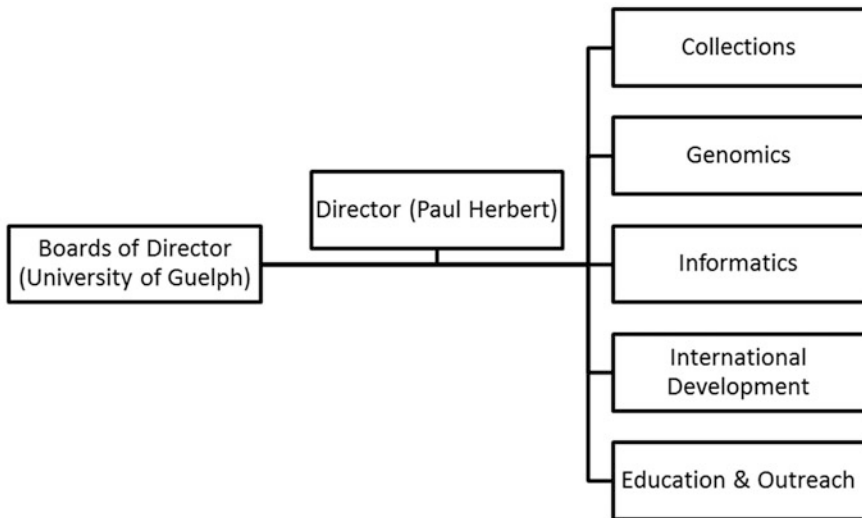 Boards of Director
(University of Guelph)
Director (Paul Herbert)
Collections
Genomics
Informatics
International
Development
Education & Outreach